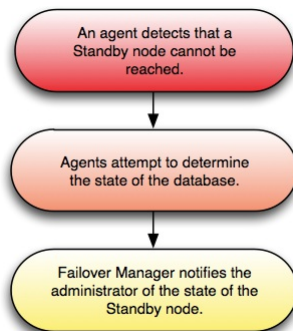 An agent detects that a
Standby node cannot be
reached.
Agents attempt to determine
the state of the database.
Failover Manager notifies the
administrator of the state of the
Standby node.